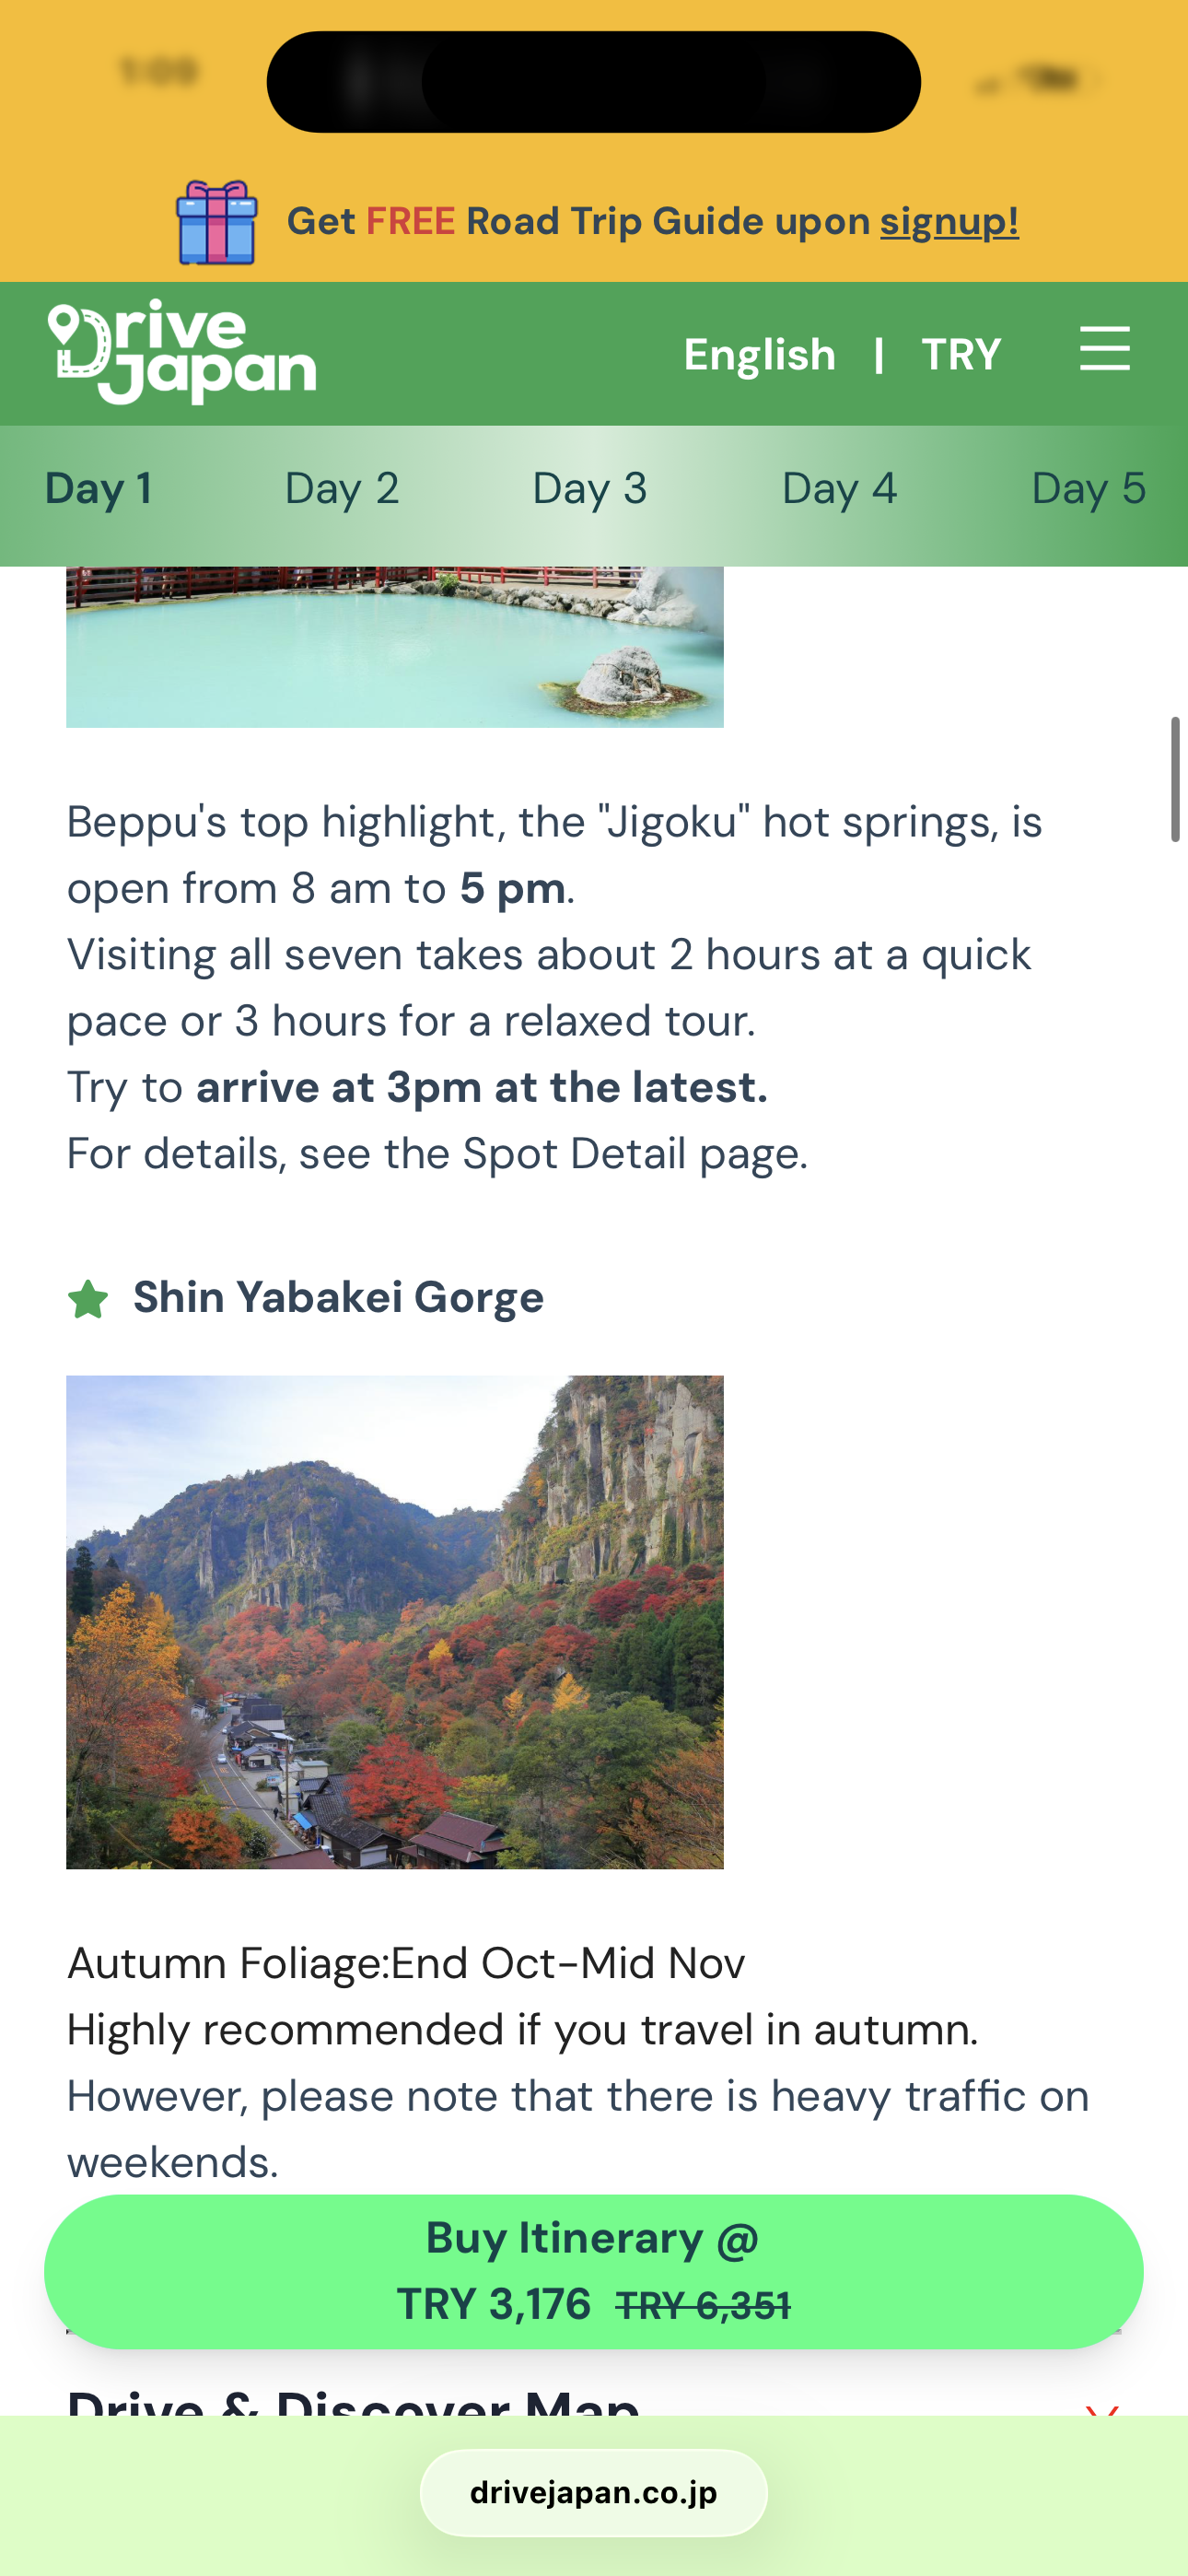 1:09
Get FREE Road Trip Guide upon signup!
Drive
Japan
English | TRY
Day 1 Day 2 Day 3 Day 4 Day 5
Beppu's top highlight, the "Jigoku" hot springs, is
open from 8 am to 5 pm.
Visiting all seven takes about 2 hours at a quick
pace or 3 hours for a relaxed tour.
Try to arrive at 3pm at the latest.
For details, see the Spot Detail page.
Shin Yabakei Gorge
Autumn Foliage:End Oct-Mid Nov
Highly recommended if you travel in autumn.
However, please note that there is heavy traffic on
weekends.
Buy Itinerary @
TRY 3,176 TRY 6,351
Drive & Discover Map
drivejapan.co.jp